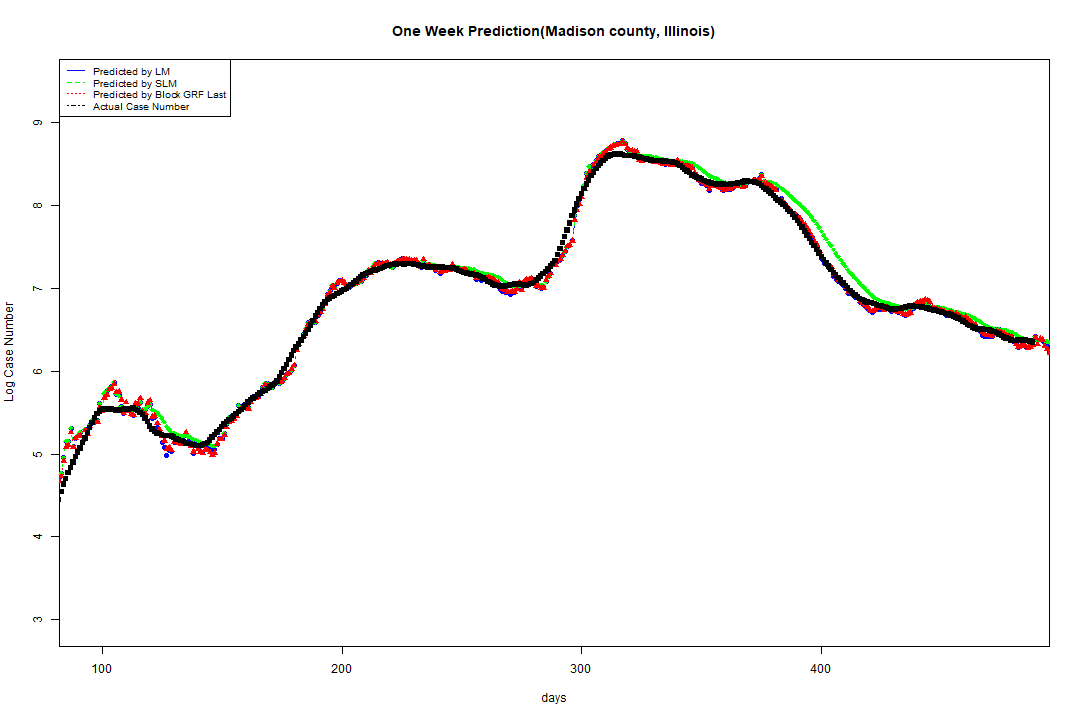 One Week Prediction(Madison county, Illinois)
Predicted by LM
Predicted by SLM
Predicted by Block GRF Last
Actual Case Number
9
8
7
6
5
4
3
Log Case Number
100 200 300 400
days